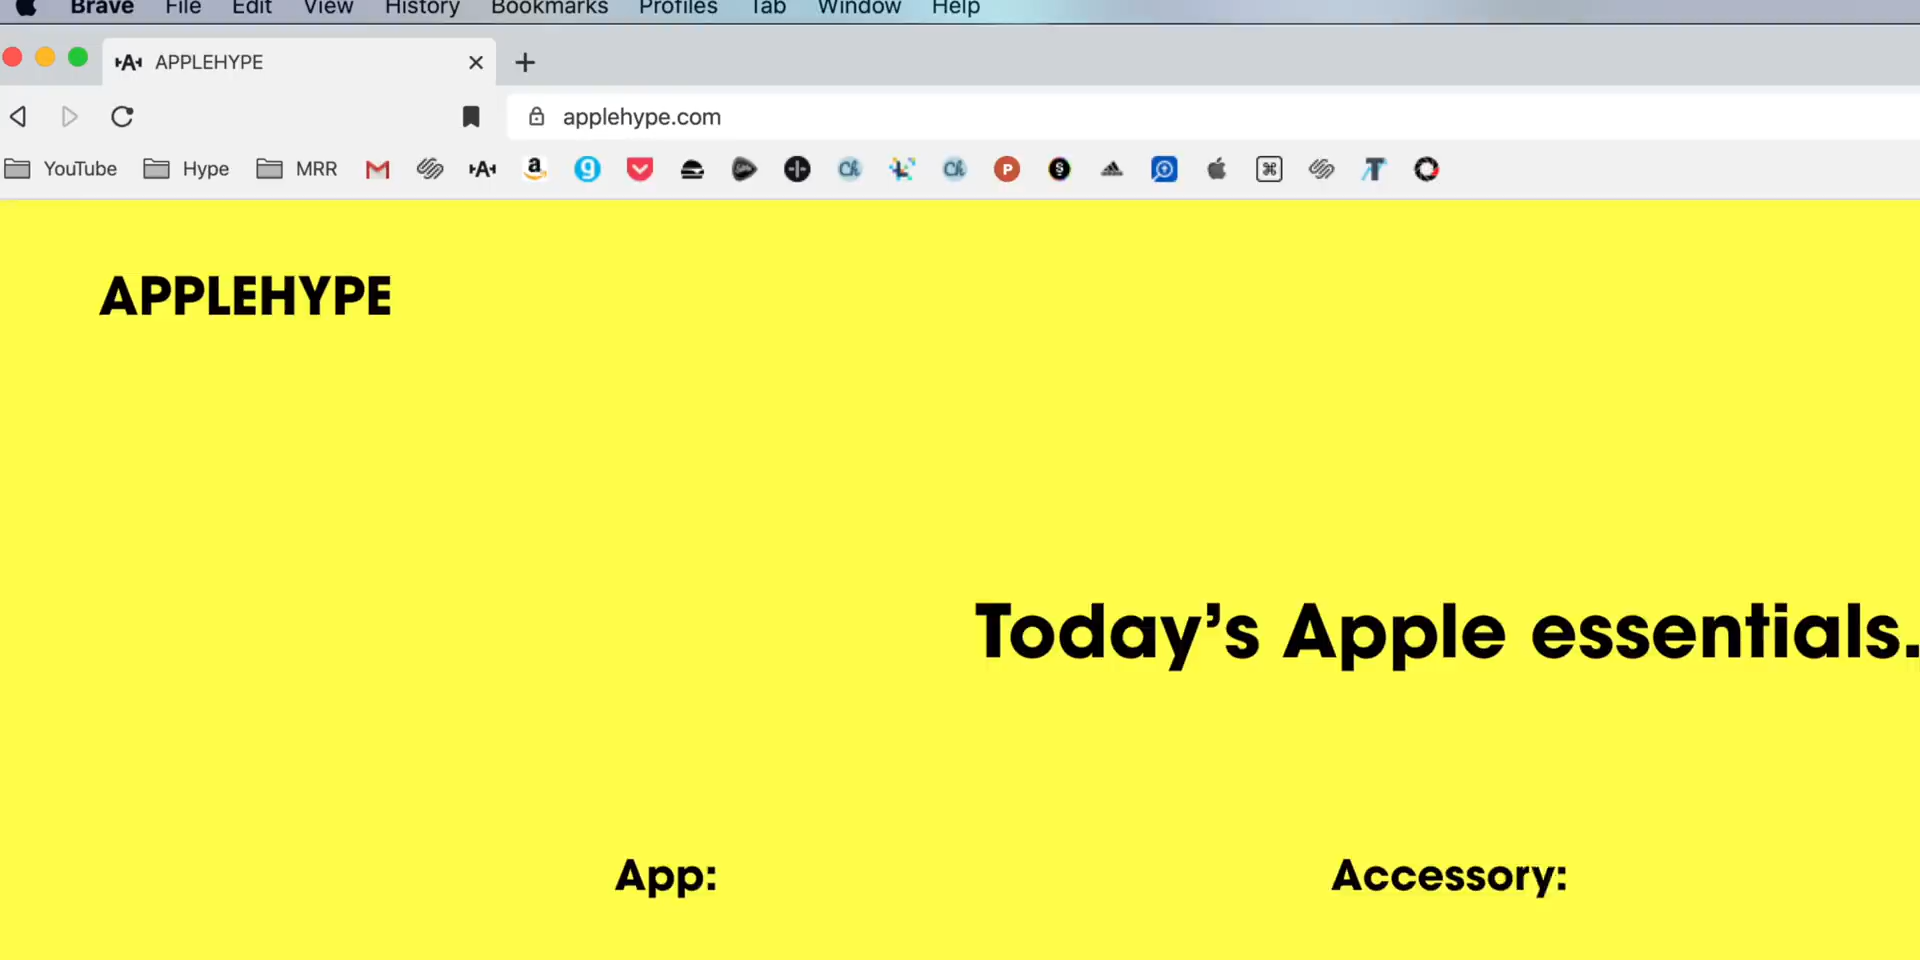 Brave File Edit View History Bookmarks Profiles Tab Window Help
APPLEHYPE
applehype.com
YouTube Hype MRR
APPLEHYPE
Today’s Apple essentials.
App: Accessory: